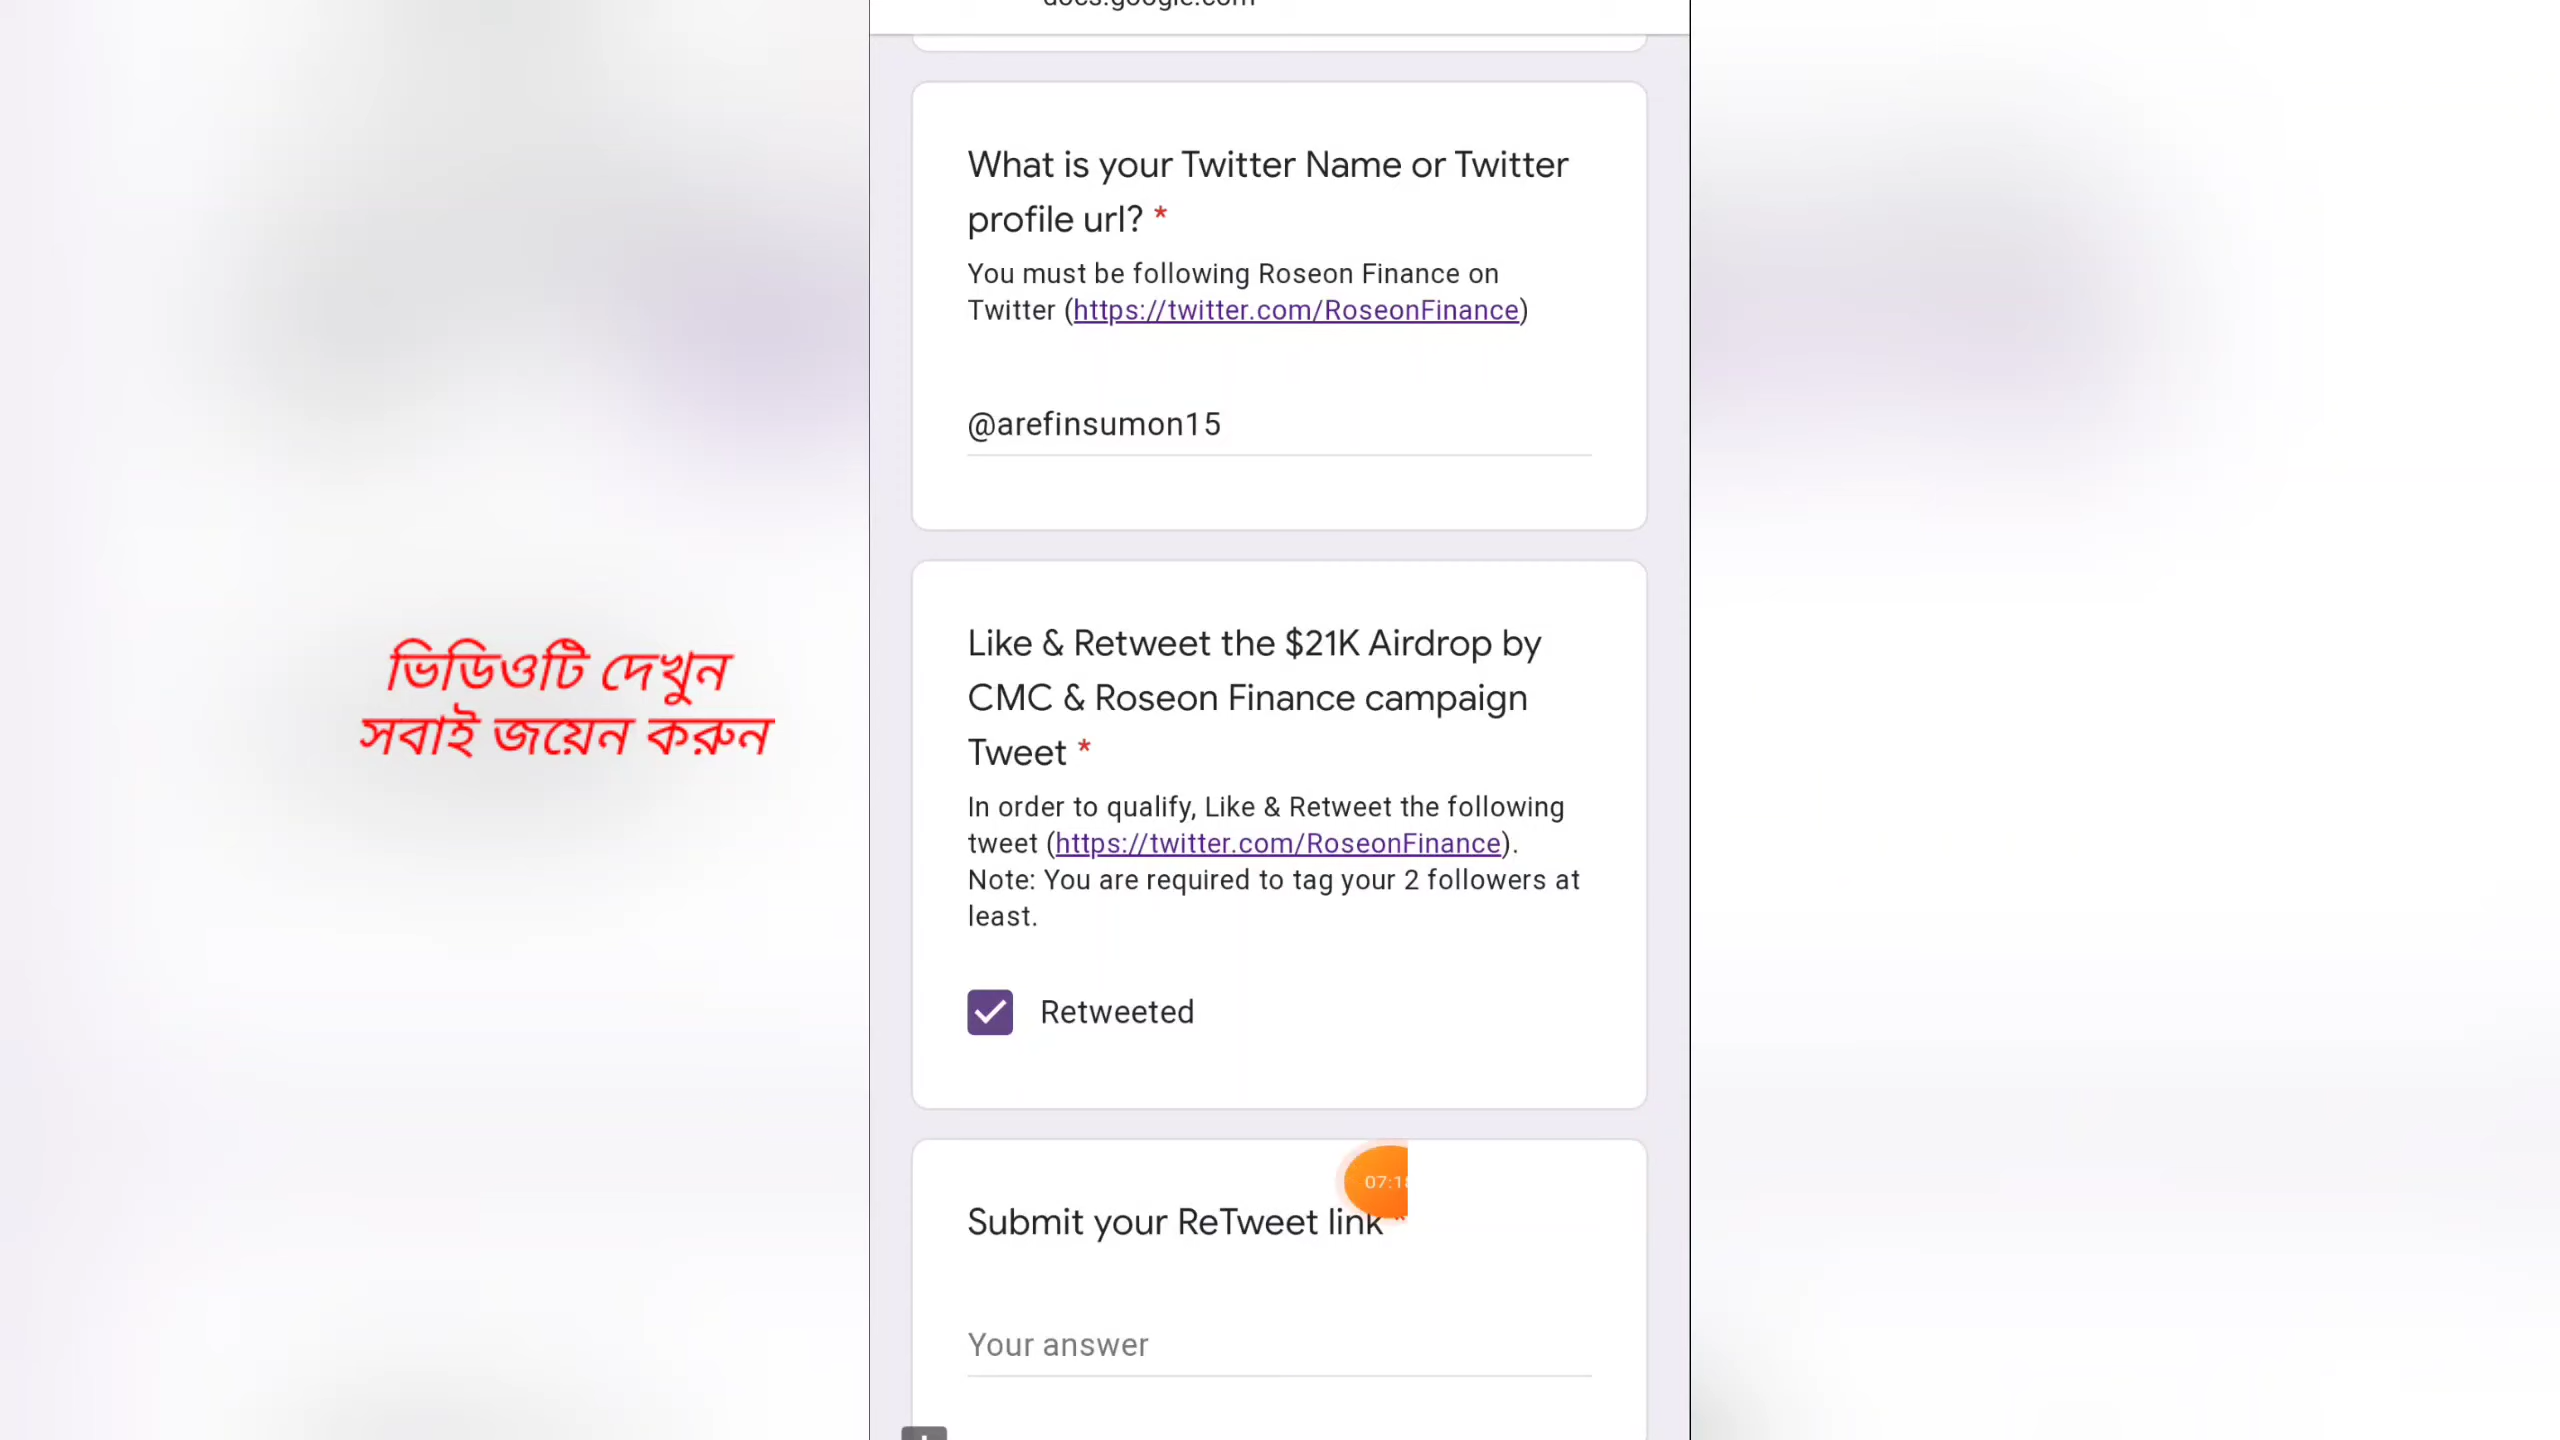 What is your Twitter Name or Twitter
profile url? *
You must be following Roseon Finance on
Twitter (https://twitter.com/RoseonFinance)
@arefinsumon15
ভিডিওটি দেখুন
সবাই জয়েন করুন
Like & Retweet the $21K Airdrop by
CMC & Roseon Finance campaign
Tweet *
In order to qualify, Like & Retweet the following
tweet (https://twitter.com/RoseonFinance).
Note: You are required to tag your 2 followers at
least.
Retweeted
Submit your ReTweet link
Your answer